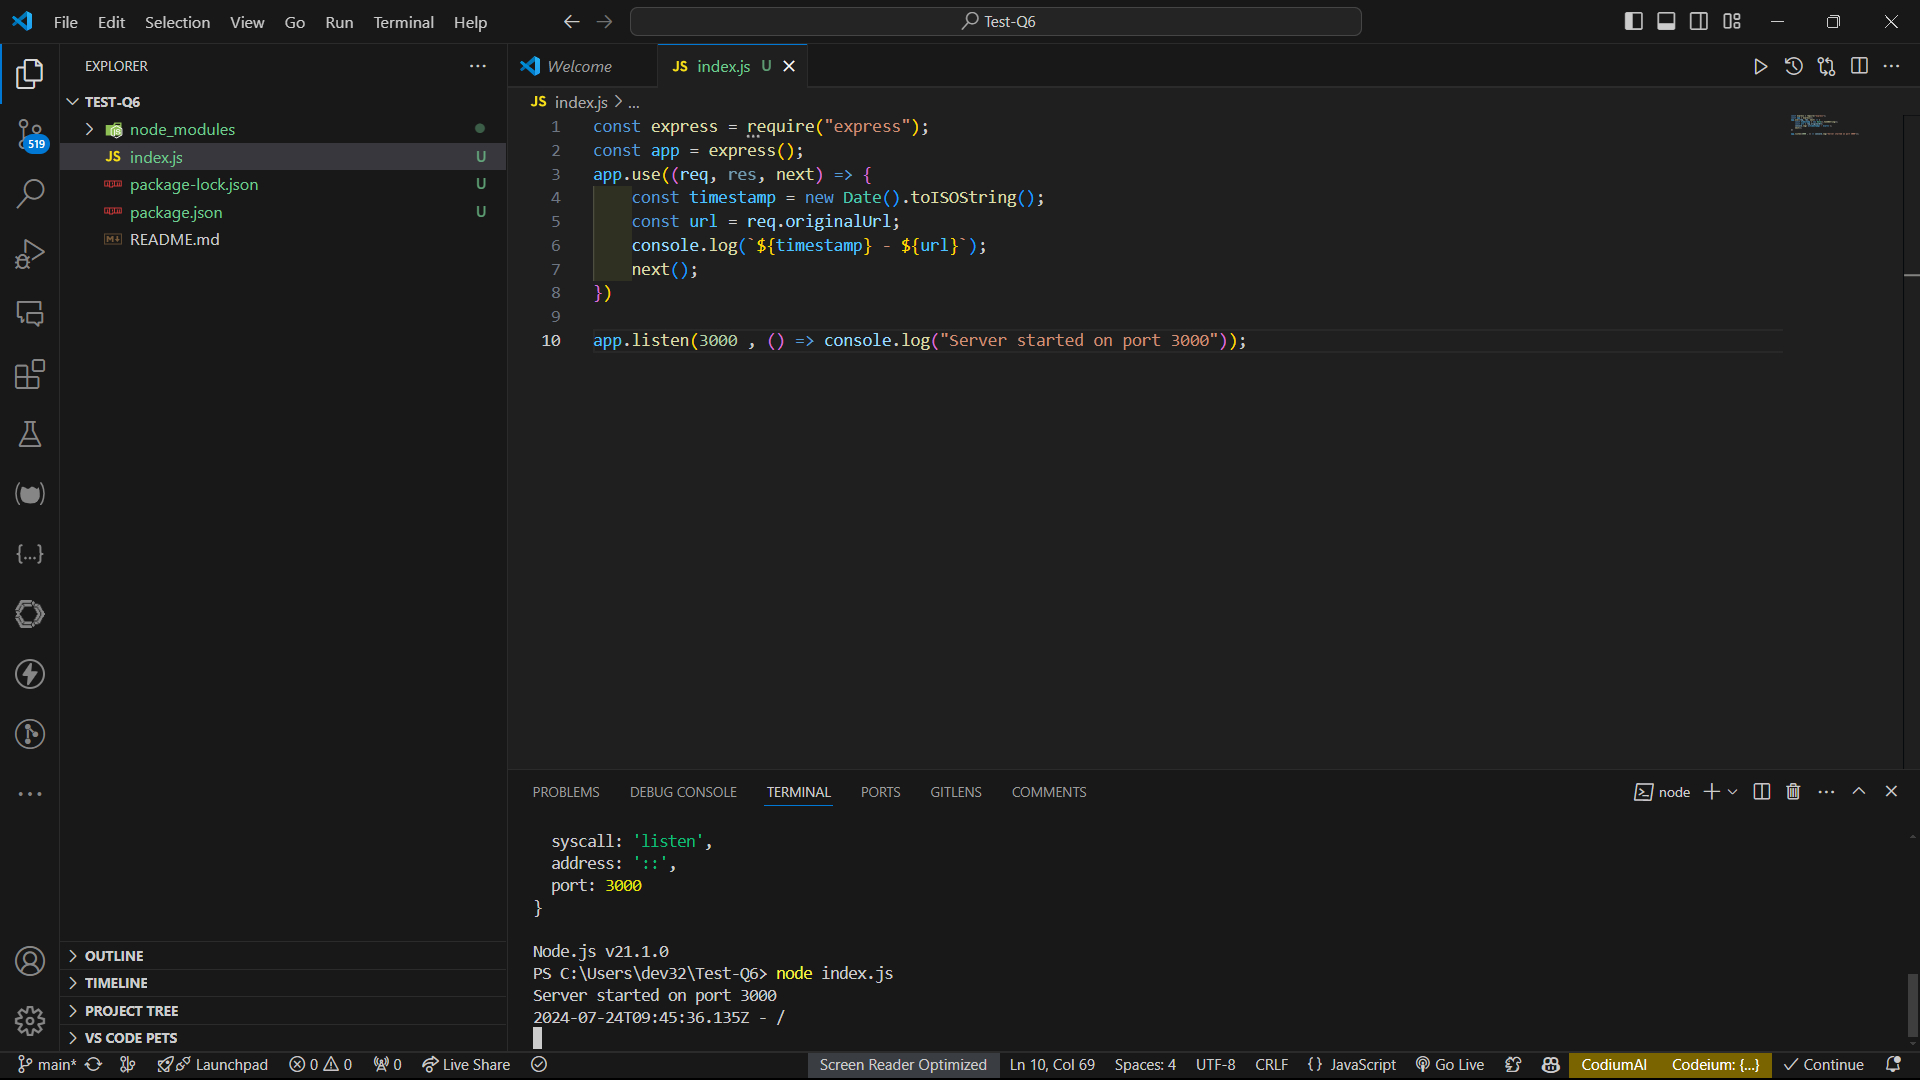 File Edit Selection View Go Run Terminal Help
Test-Q6
EXPLORER
TEST-Q6
node_modules
JS index.js U
package-lock.json U
package.json U
README.md
519
OUTLINE
TIMELINE
PROJECT TREE
VS CODE PETS
Welcome
JS index.js U
JS index.js > ...
1 const express = require("express");
2 const app = express();
3 app.use((req, res, next) => {
4 const timestamp = new Date().toISOString();
5 const url = req.originalUrl;
6 console.log(`${timestamp} - ${url}`);
7 next();
8 })
9
10 app.listen(3000 , () => console.log("Server started on port 3000"));
PROBLEMS DEBUG CONSOLE TERMINAL PORTS GITLENS COMMENTS
node
syscall: 'listen',
address: '::',
port: 3000
}
Node.js v21.1.0
PS C:\Users\dev32\Test-Q6> node index.js
Server started on port 3000
2024-07-24T09:45:36.135Z - /
main* Launchpad 0 0 0 Live Share Screen Reader Optimized Ln 10, Col 69 Spaces: 4 UTF-8 CRLF {} JavaScript Go Live CodiumAI Codeium: {...} Continue